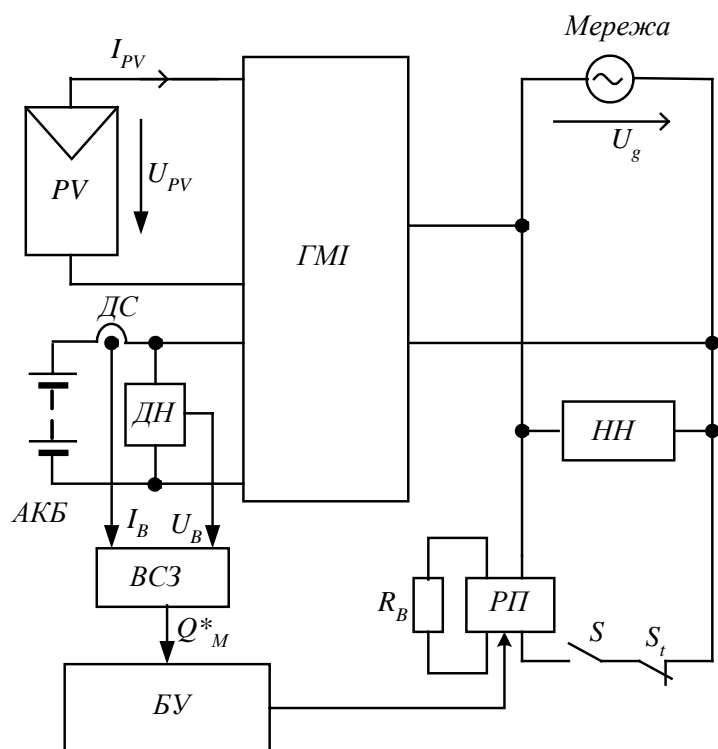 Мережа
I_PV
U_g
U_PV
PV
ГМІ
ДС
ДН
НН
АКБ
I_B
U_B
ВСЗ
R_B
РП
S
S_t
Q*_M
БУ